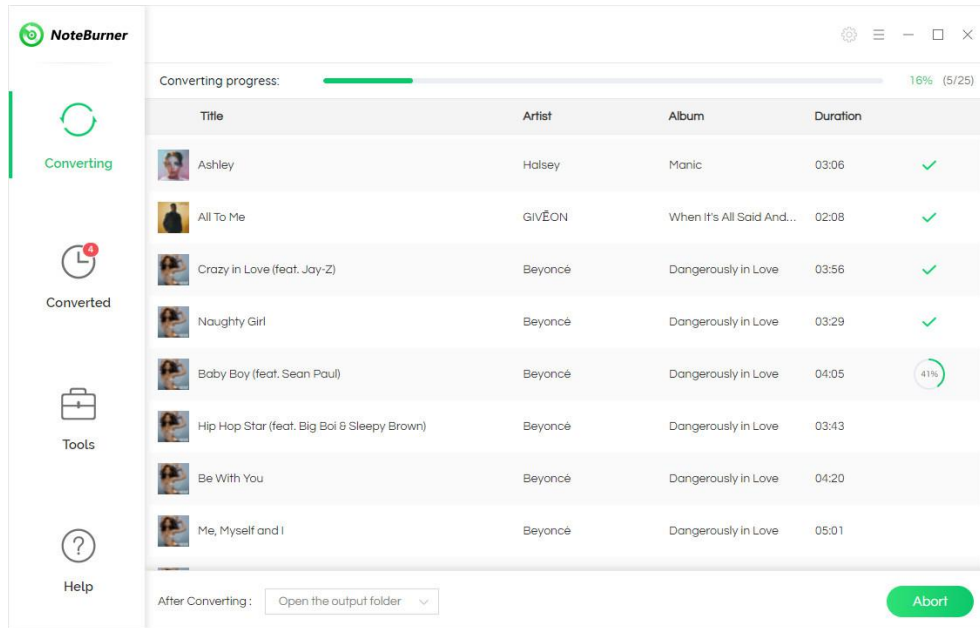 NoteBurner
Converting progress: 16% (5/25)
Title Artist Album Duration
Converting
Ashley Halsey Manic 03:06
All To Me GIVĒON When It's All Said And... 02:08
4
Converted
Crazy in Love (feat. Jay-Z) Beyoncé Dangerously in Love 03:56
Naughty Girl Beyoncé Dangerously in Love 03:29
Baby Boy (feat. Sean Paul) Beyoncé Dangerously in Love 04:05 41%
Tools
Hip Hop Star (feat. Big Boi & Sleepy Brown) Beyoncé Dangerously in Love 03:43
Be With You Beyoncé Dangerously in Love 04:20
Me, Myself and I Beyoncé Dangerously in Love 05:01
?
Help
After Converting : Open the output folder Abort